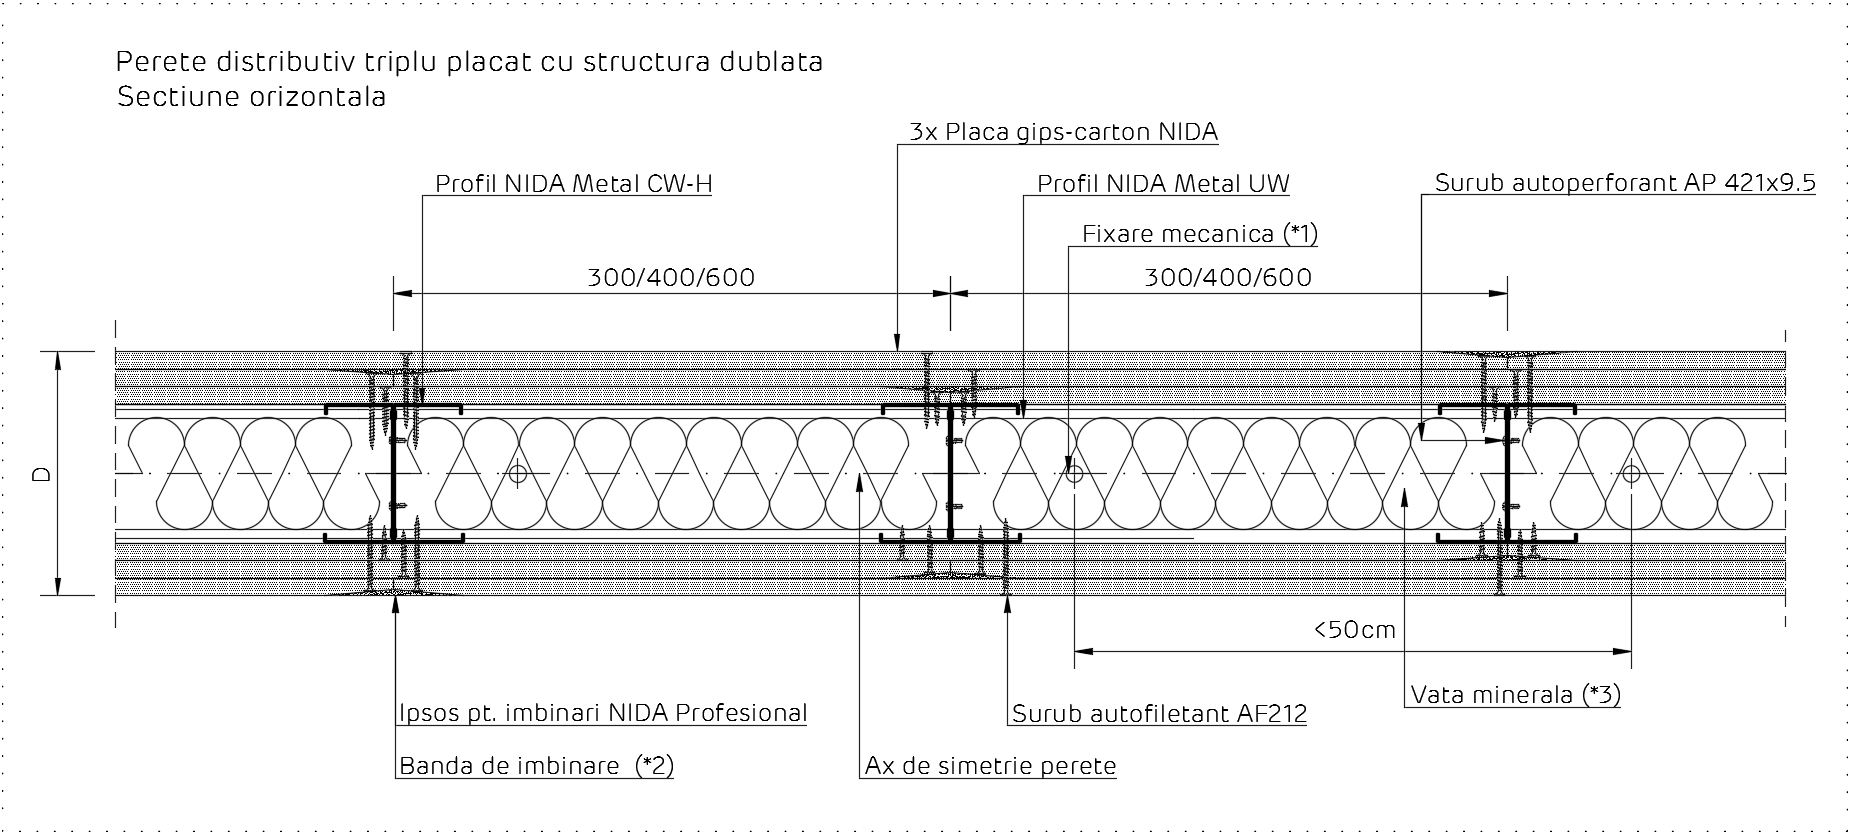 Perete distributiv triplu placat cu structura dublata
Sectiune orizontala
3x Placa gips-carton NIDA
Profil NIDA Metal CW-H
Profil NIDA Metal UW
Surub autoperforant AP 421x9.5
Fixare mecanica (*1)
300/400/600
300/400/600
D
<50cm
Vata minerala (*3)
Ipsos pt. imbinari NIDA Profesional
Surub autofiletant AF212
Banda de imbinare (*2)
Ax de simetrie perete